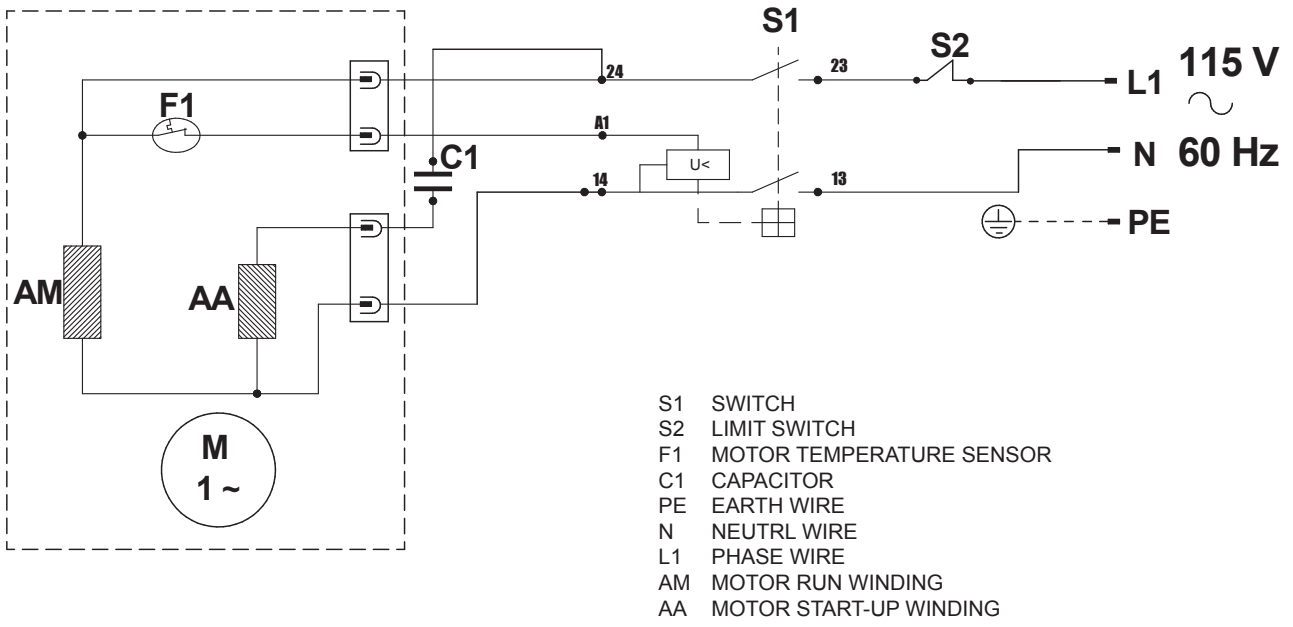 S1
S2
24
23
L1
115 V
F1
A1
C1
U<
N
60 Hz
14
13
PE
AM
AA
M
1 ~
S1 SWITCH
S2 LIMIT SWITCH
F1 MOTOR TEMPERATURE SENSOR
C1 CAPACITOR
PE EARTH WIRE
N NEUTRL WIRE
L1 PHASE WIRE
AM MOTOR RUN WINDING
AA MOTOR START-UP WINDING